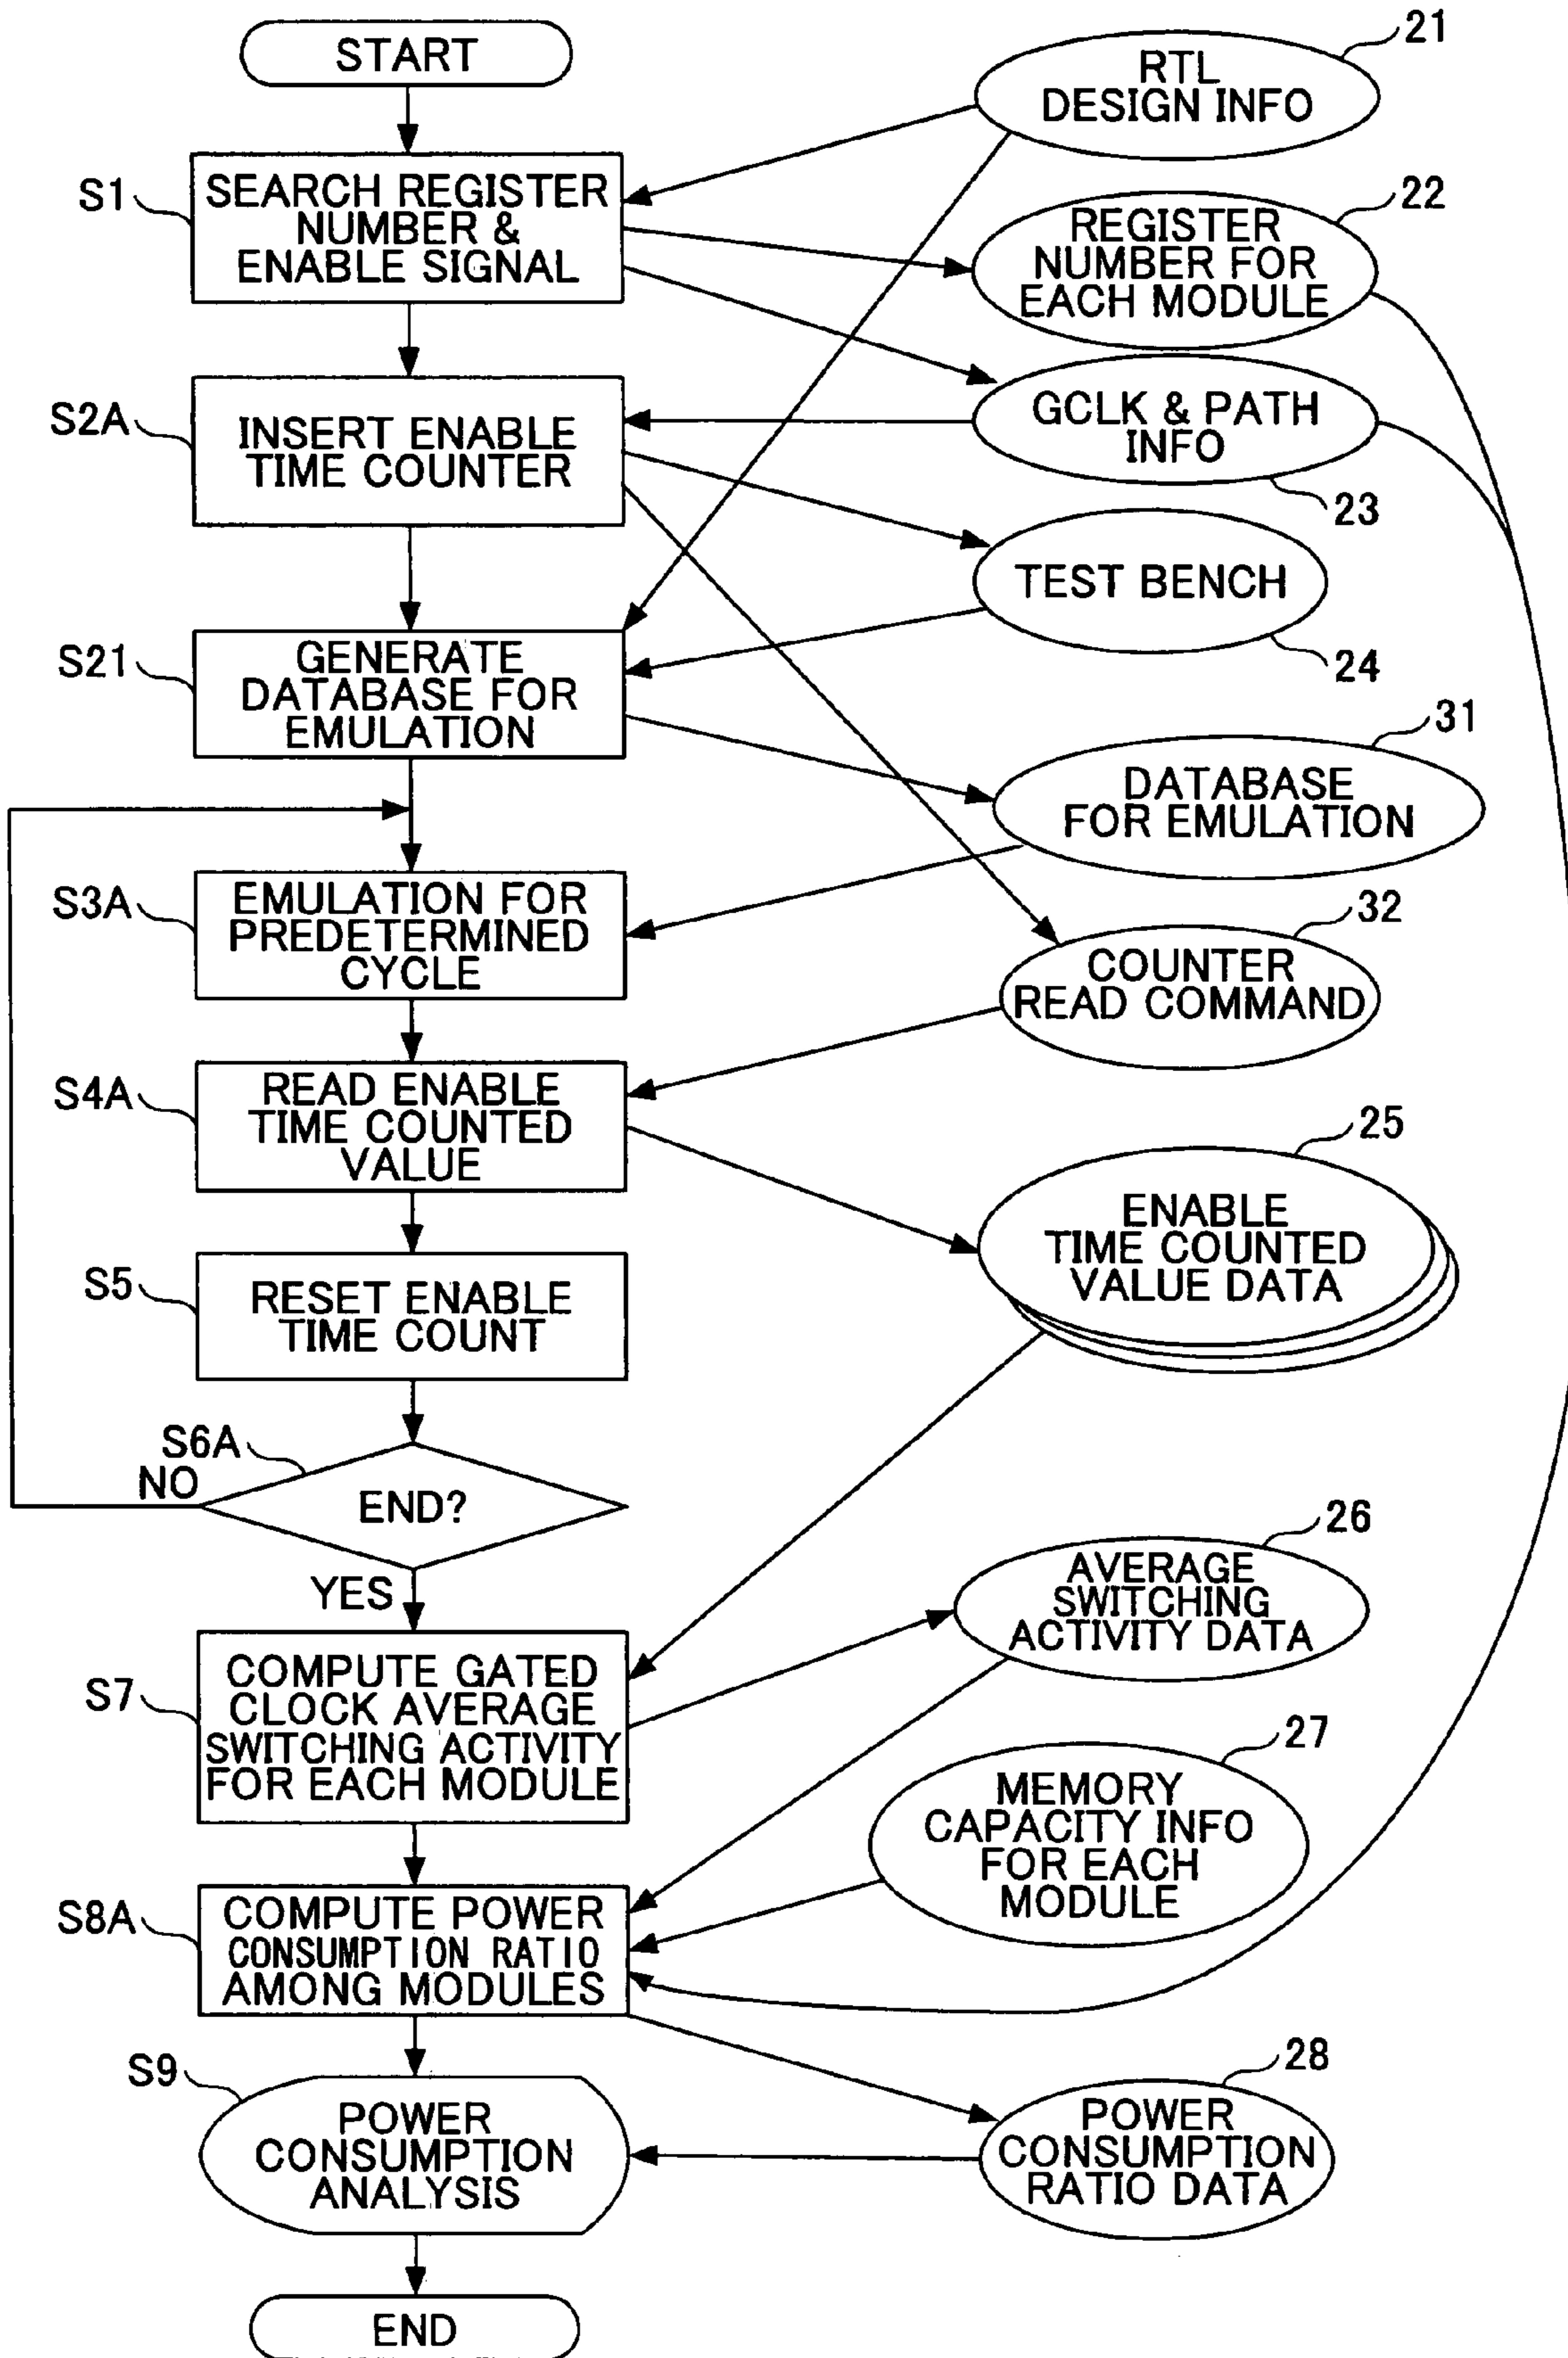 START
21
RTL
DESIGN INFO
S1
SEARCH REGISTER
NUMBER &
ENABLE SIGNAL
22
REGISTER
NUMBER FOR
EACH MODULE
S2A
INSERT ENABLE
TIME COUNTER
GCLK & PATH
INFO
23
TEST BENCH
24
S21
GENERATE
DATABASE FOR
EMULATION
31
DATABASE
FOR EMULATION
S3A
EMULATION FOR
PREDETERMINED
CYCLE
32
COUNTER
READ COMMAND
S4A
READ ENABLE
TIME COUNTED
VALUE
25
ENABLE
TIME COUNTED
VALUE DATA
S5
RESET ENABLE
TIME COUNT
S6A
NO
END?
YES
26
AVERAGE
SWITCHING
ACTIVITY DATA
S7
COMPUTE GATED
CLOCK AVERAGE
SWITCHING ACTIVITY
FOR EACH MODULE
27
MEMORY
CAPACITY INFO
FOR EACH
MODULE
S8A
COMPUTE POWER
CONSUMPTION RATIO
AMONG MODULES
S9
POWER
CONSUMPTION
ANALYSIS
28
POWER
CONSUMPTION
RATIO DATA
END